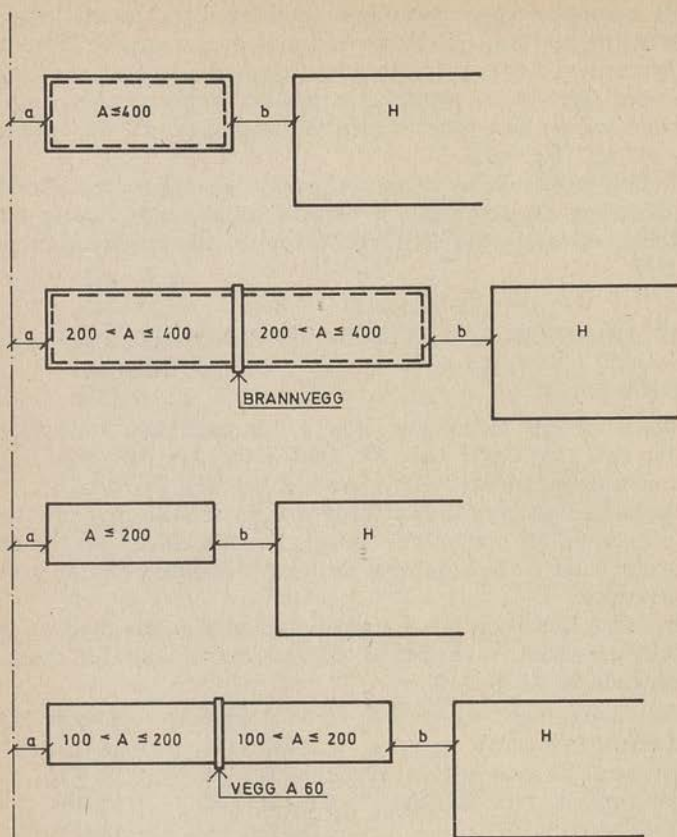 a A ≤ 400 b H
a 200 < A ≤ 400 200 < A ≤ 400 b H
BRANNVEGG
a A ≤ 200 b H
a 100 < A ≤ 200 100 < A ≤ 200 b H
VEGG A 60